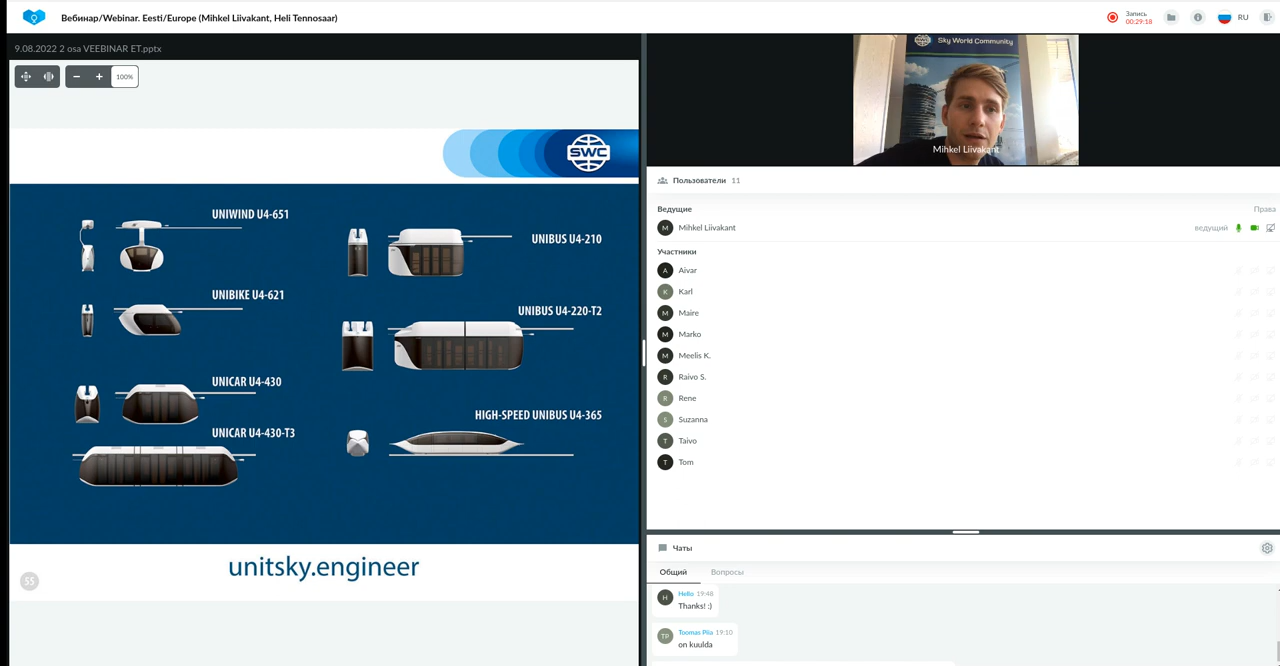 Вебинар/Webinar. Eesti/Europe (Mihkel Liivakant, Heli Tennosaar)
Запись
00:29:18
RU
9.08.2022 2 osa VEEBINAR ET.pptx
100%
SWC
UNIWIND U4-651
UNIBIKE U4-621
UNICAR U4-430
UNICAR U4-430-T3
UNIBUS U4-210
UNIBUS U4-220-T2
HIGH-SPEED UNIBUS U4-365
unitsky.engineer
55
Sky World Community
Mihkel Liivakant
Пользователи 11
Ведущие
Права
M Mihkel Liivakant
ведущий
Участники
A Aivar
K Karl
M Maire
M Marko
M Meelis K.
R Raivo S.
R Rene
S Suzanna
T Taivo
T Tom
Чаты
Общий
Вопросы
H Hello 19:48
Thanks! :)
TP Toomas Piia 19:10
on kuulda